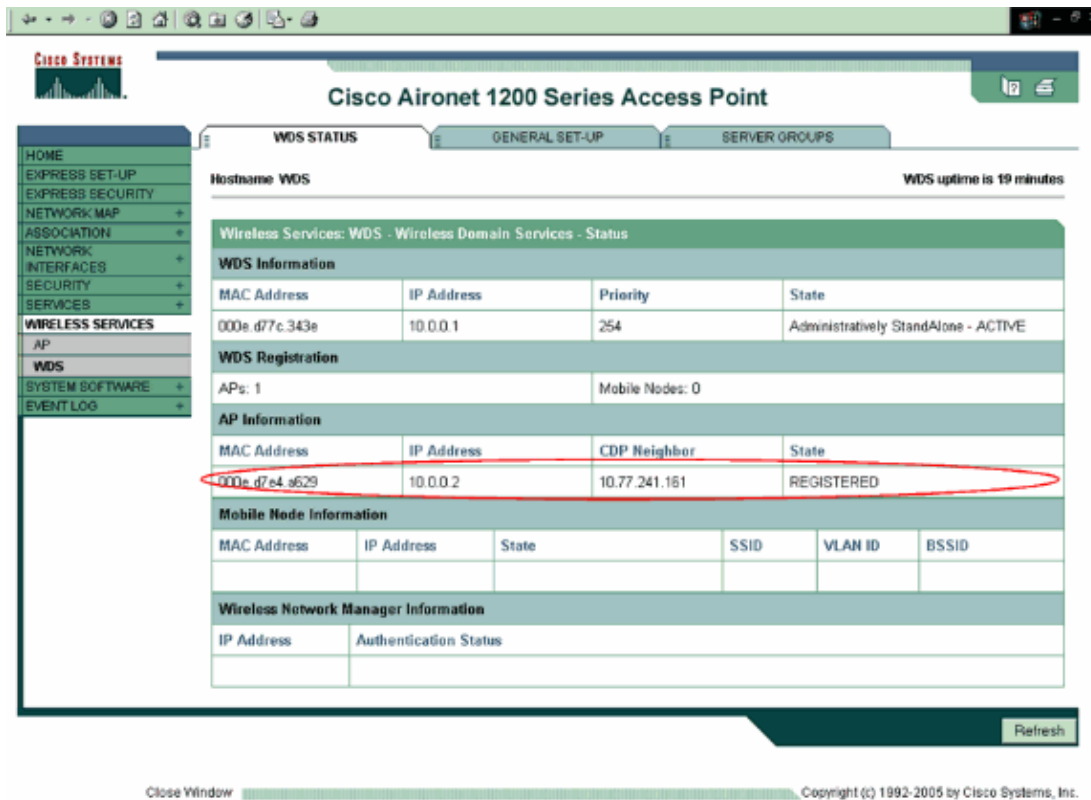 CISCO SYSTEMS
Cisco Aironet 1200 Series Access Point
WDS STATUS
GENERAL SET-UP
SERVER GROUPS
HOME
EXPRESS SET-UP
EXPRESS SECURITY
NETWORK MAP +
ASSOCIATION +
NETWORK
INTERFACES +
SECURITY +
SERVICES +
WIRELESS SERVICES
AP
WDS
SYSTEM SOFTWARE +
EVENT LOG +
Hostname WDS
WDS uptime is 19 minutes
Wireless Services: WDS - Wireless Domain Services - Status
WDS Information
MAC Address IP Address Priority State
000e.d77c.343e 10.0.0.1 254 Administratively StandAlone - ACTIVE
WDS Registration
APs: 1 Mobile Nodes: 0
AP Information
MAC Address IP Address CDP Neighbor State
000e.d7e4.a629 10.0.0.2 10.77.241.161 REGISTERED
Mobile Node Information
MAC Address IP Address State SSID VLAN ID BSSID
Wireless Network Manager Information
IP Address Authentication Status
Refresh
Close Window
Copyright (c) 1992-2005 by Cisco Systems, Inc.